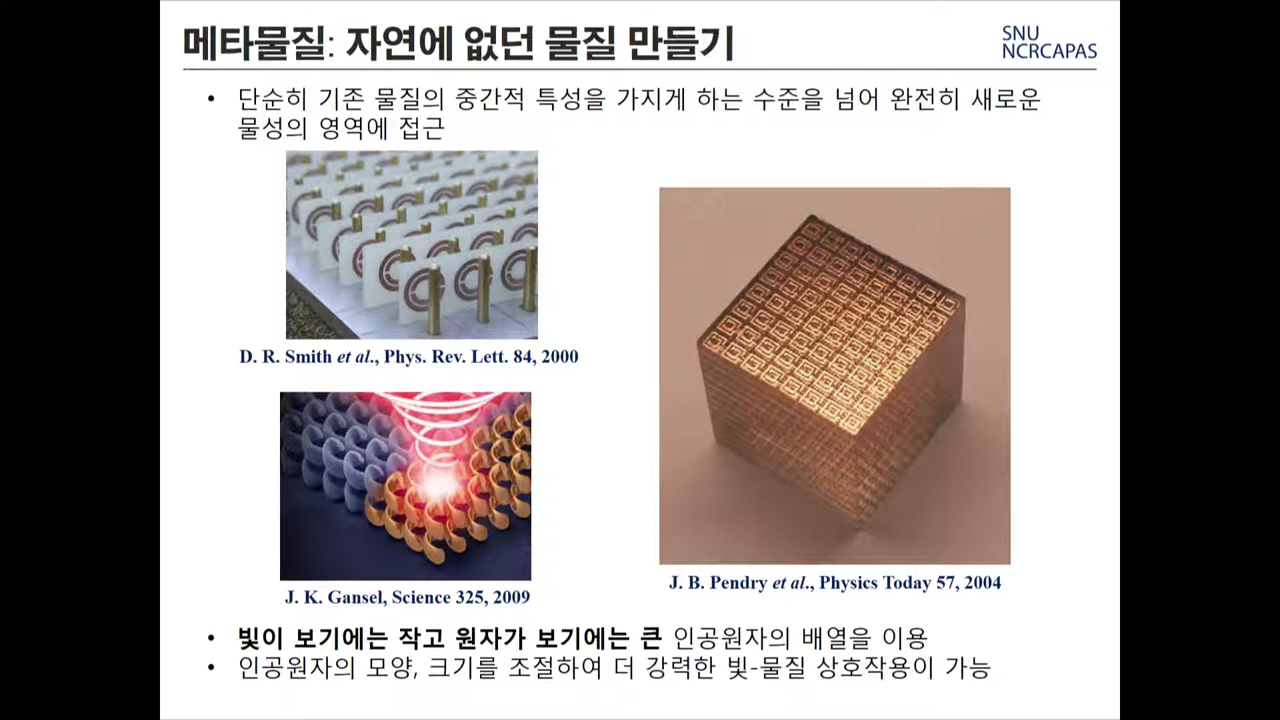 메타물질: 자연에 없던 물질 만들기
SNU
NCRCAPAS
• 단순히 기존 물질의 중간적 특성을 가지게 하는 수준을 넘어 완전히 새로운
물성의 영역에 접근
D. R. Smith et al., Phys. Rev. Lett. 84, 2000
J. K. Gansel, Science 325, 2009
J. B. Pendry et al., Physics Today 57, 2004
• 빛이 보기에는 작고 원자가 보기에는 큰 인공원자의 배열을 이용
• 인공원자의 모양, 크기를 조절하여 더 강력한 빛-물질 상호작용이 가능